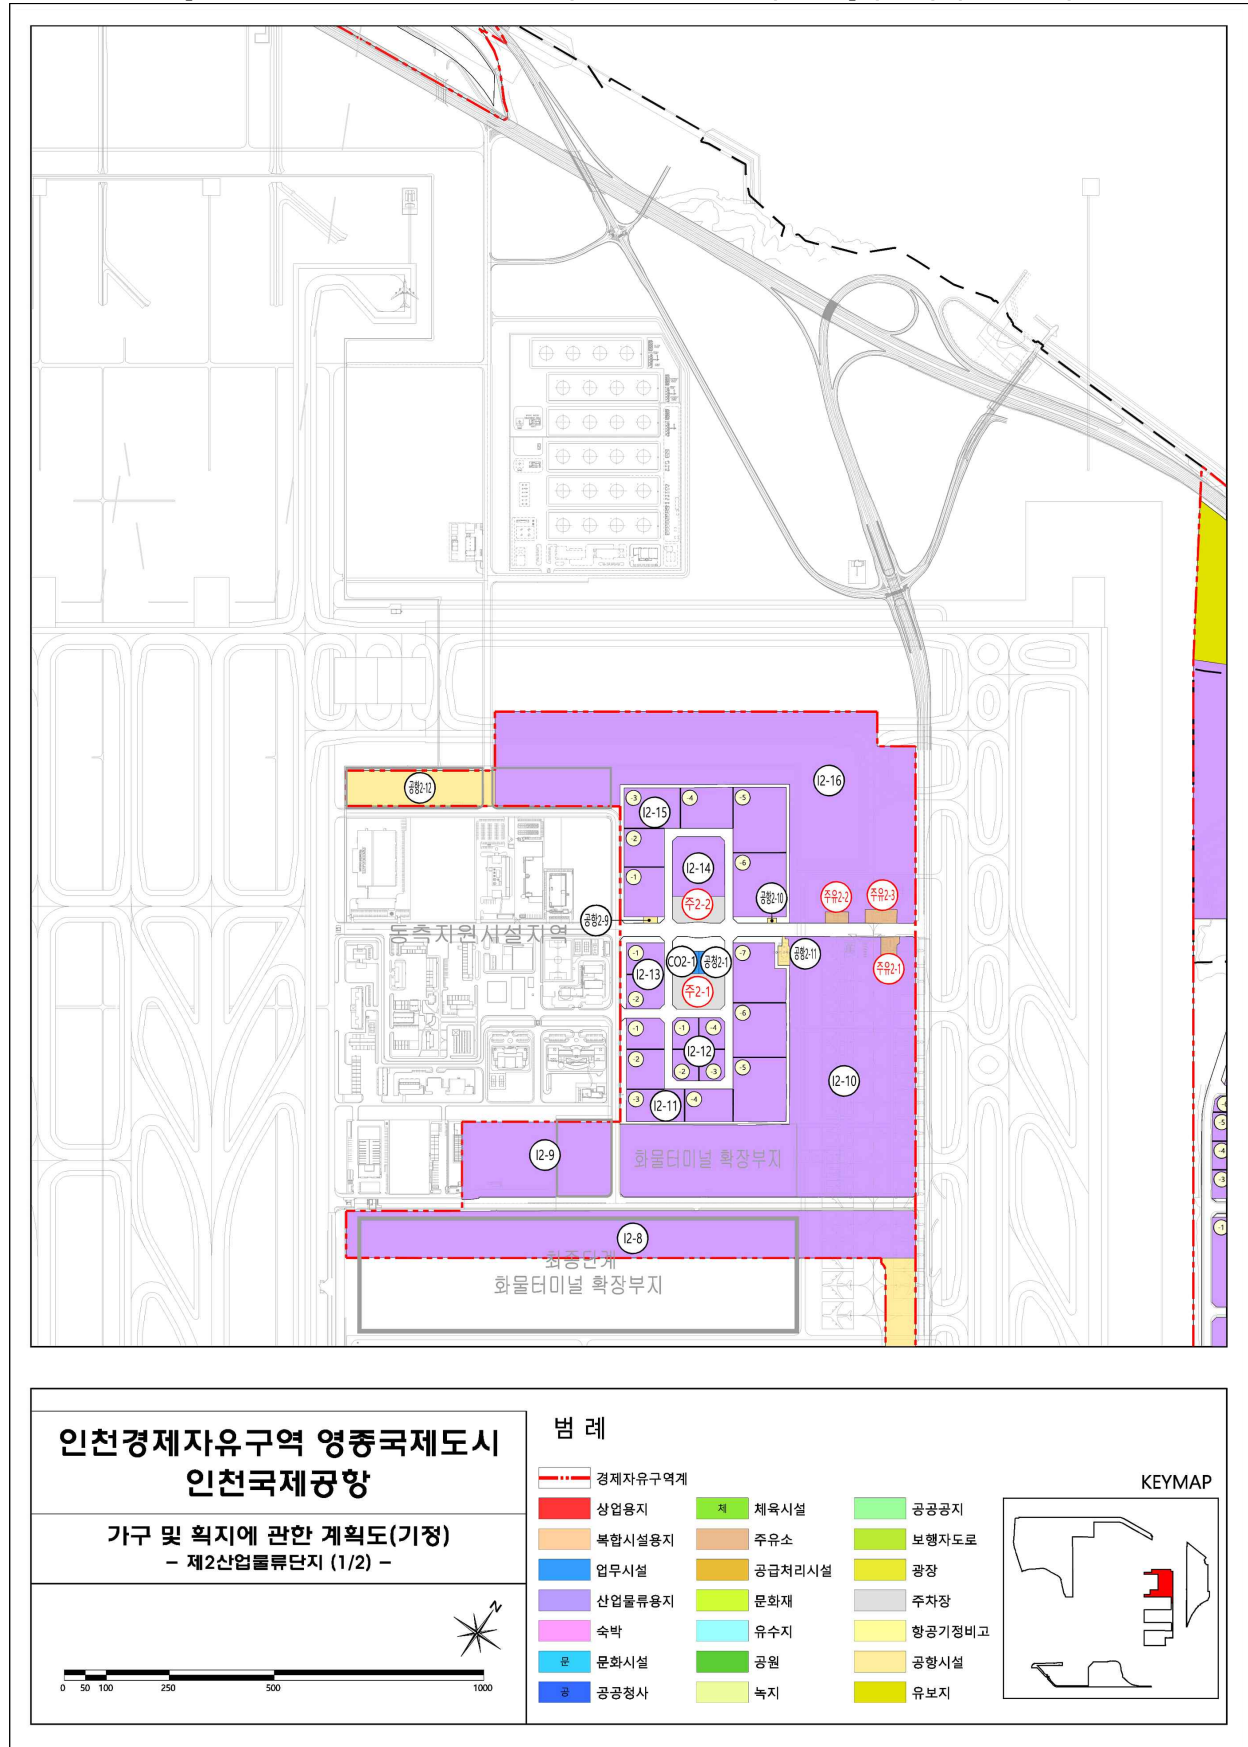 공항2-12
I2-16
-3
I2-15
-4
-5
-2
-1
I2-14
-6
주2-2
공항2-9
공항2-10
주유2-2
주유2-3
동측지원시설지역
-1
I2-13
-2
CO2-1
공청2-1
주2-1
-7
공항2-11
주유2-1
-1
-2
-1
-4
I2-12
-2
-3
-6
-5
I2-10
-3
I2-11
-4
I2-9
화물터미널 확장부지
I2-8
최종단계
화물터미널 확장부지
-5
-4
-3
-1
인천경제자유구역 영종국제도시
인천국제공항
가구 및 획지에 관한 계획도(기정)
- 제2산업물류단지 (1/2) -
N
0 50 100 250 500 1000
범 례
경제자유구역계
상업용지
체 체육시설
공공공지
복합시설용지
주유소
보행자도로
업무시설
공급처리시설
광장
산업물류용지
문화재
주차장
숙박
유수지
항공기정비고
문 문화시설
공원
공항시설
공 공공청사
녹지
유보지
KEYMAP